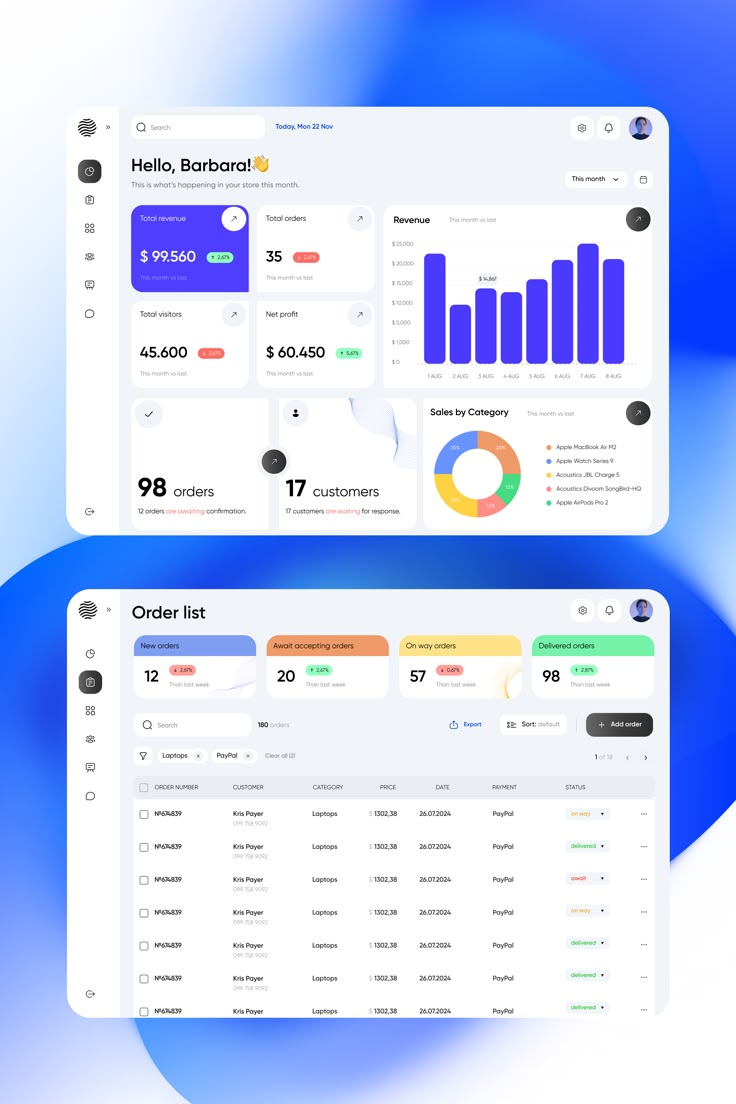 Search
Today, Mon 22 Nov
Hello, Barbara!👋
This is what's happening in your store this month.
This month
Total revenue
$ 99.560
↑ 2,67%
This month vs last
Total orders
35
↓ 2,67%
This month vs last
Total visitors
45.600
↓ 2,67%
This month vs last
Net profit
$ 60.450
↑ 5,67%
This month vs last
Revenue
This month vs last
$ 25,000
$ 20,000
$ 15,000
$ 10,000
$ 5,000
$ 1,000
$ 0
$ 14,867
1 AUG 2 AUG 3 AUG 4 AUG 5 AUG 6 AUG 7 AUG 8 AUG
98 orders
12 orders are awaiting confirmation.
17 customers
17 customers are waiting for response.
Sales by Category
This month vs last
25%
Apple MacBook Air M2
Apple Watch Series 9
Acoustics JBL Charge 5
Acoustics Divoom SongBird-HQ
Apple AirPods Pro 2
Order list
New orders
12
↓ 2,67%
Than last week
Await accepting orders
20
↑ 2,67%
Than last week
On way orders
57
↓ 0,67%
Than last week
Delivered orders
98
↑ 2,87%
Than last week
Search
180 orders
Export
Sort: default
+ Add order
Laptops ×
PayPal ×
Clear all (2)
1 of 18
ORDER NUMBER CUSTOMER CATEGORY PRICE DATE PAYMENT STATUS
№674839 Kris Payer Laptops $ 1302,38 26.07.2024 PayPal on way
099 758 9092
№674839 Kris Payer Laptops $ 1302,38 26.07.2024 PayPal delivered
099 758 9092
№674839 Kris Payer Laptops $ 1302,38 26.07.2024 PayPal await
099 758 9092
№674839 Kris Payer Laptops $ 1302,38 26.07.2024 PayPal on way
099 758 9092
№674839 Kris Payer Laptops $ 1302,38 26.07.2024 PayPal delivered
099 758 9092
№674839 Kris Payer Laptops $ 1302,38 26.07.2024 PayPal delivered
099 758 9092
№674839 Kris Payer Laptops $ 1302,38 26.07.2024 PayPal delivered